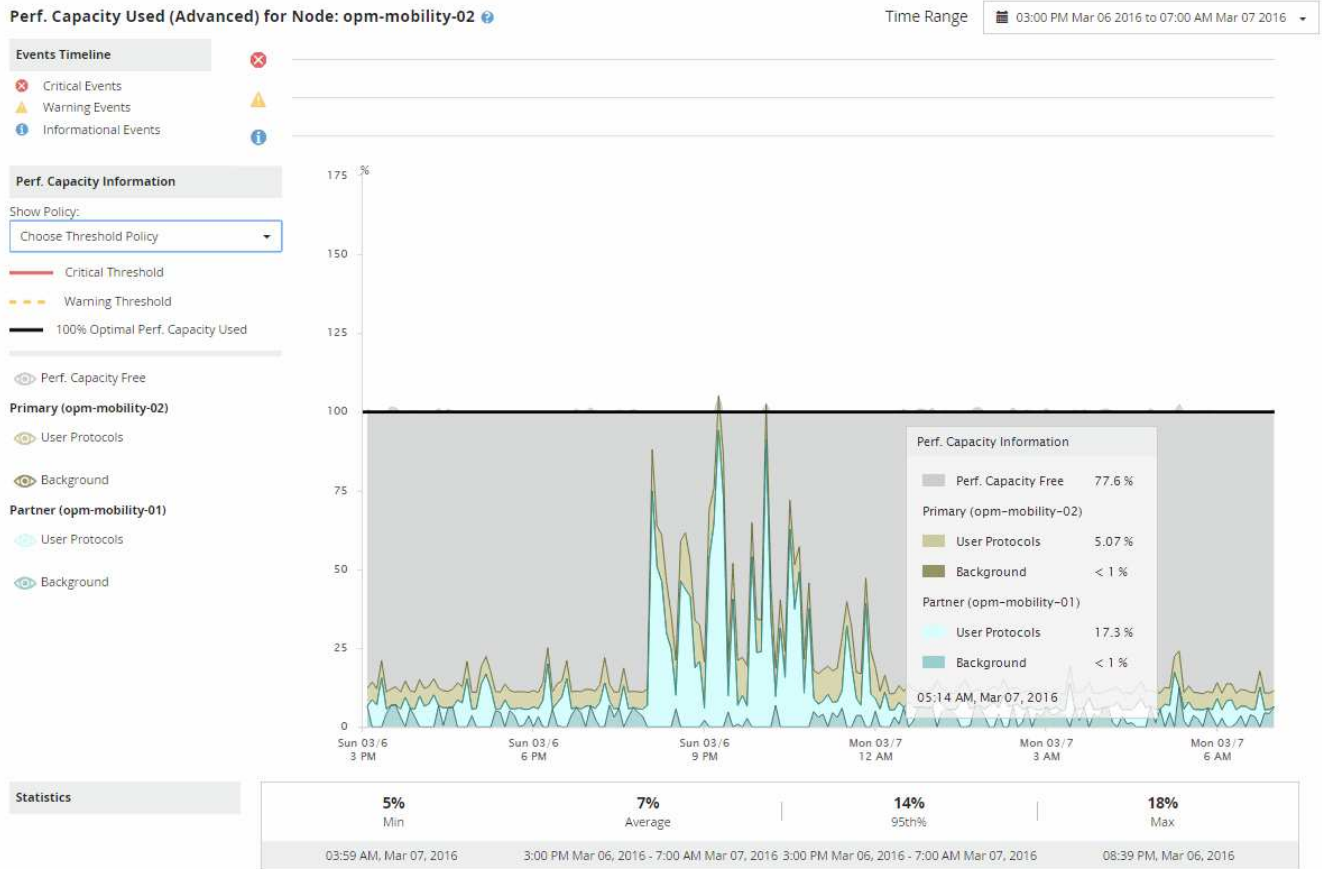 Perf. Capacity Used (Advanced) for Node: opm-mobility-02 ?
Time Range 03:00 PM Mar 06 2016 to 07:00 AM Mar 07 2016
Events Timeline
Critical Events
Warning Events
Informational Events
Perf. Capacity Information
Show Policy:
Choose Threshold Policy
Critical Threshold
Warning Threshold
100% Optimal Perf. Capacity Used
Perf. Capacity Free
Primary (opm-mobility-02)
User Protocols
Background
Partner (opm-mobility-01)
User Protocols
Background
%
175
150
125
100
75
50
25
0
Sun 03/6 Sun 03/6 Sun 03/6 Mon 03/7 Mon 03/7 Mon 03/7
3 PM 6 PM 9 PM 12 AM 3 AM 6 AM
Perf. Capacity Information
Perf. Capacity Free 77.6 %
Primary (opm-mobility-02)
User Protocols 5.07 %
Background < 1 %
Partner (opm-mobility-01)
User Protocols 17.3 %
Background < 1 %
05:14 AM, Mar 07, 2016
Statistics
5% 7% 14% 18%
Min Average 95th% Max
03:59 AM, Mar 07, 2016 3:00 PM Mar 06, 2016 - 7:00 AM Mar 07, 2016 3:00 PM Mar 06, 2016 - 7:00 AM Mar 07, 2016 08:39 PM, Mar 06, 2016